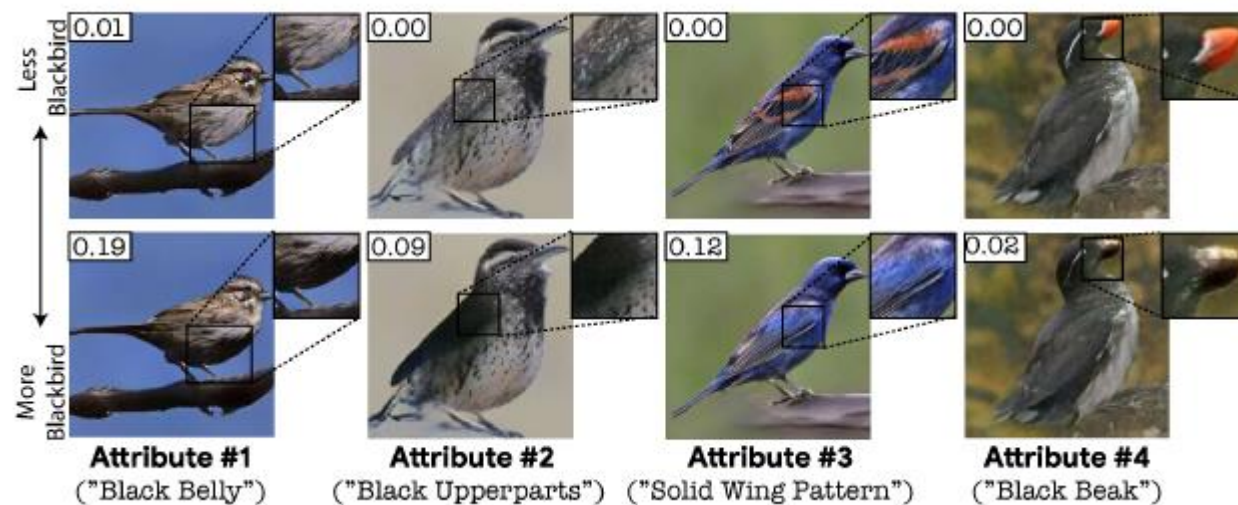 Less
Blackbird
0.01
0.00
0.00
0.00
More
Blackbird
0.19
0.09
0.12
0.02
Attribute #1
Attribute #2
Attribute #3
Attribute #4
("Black Belly")
("Black Upperparts")
("Solid Wing Pattern")
("Black Beak")